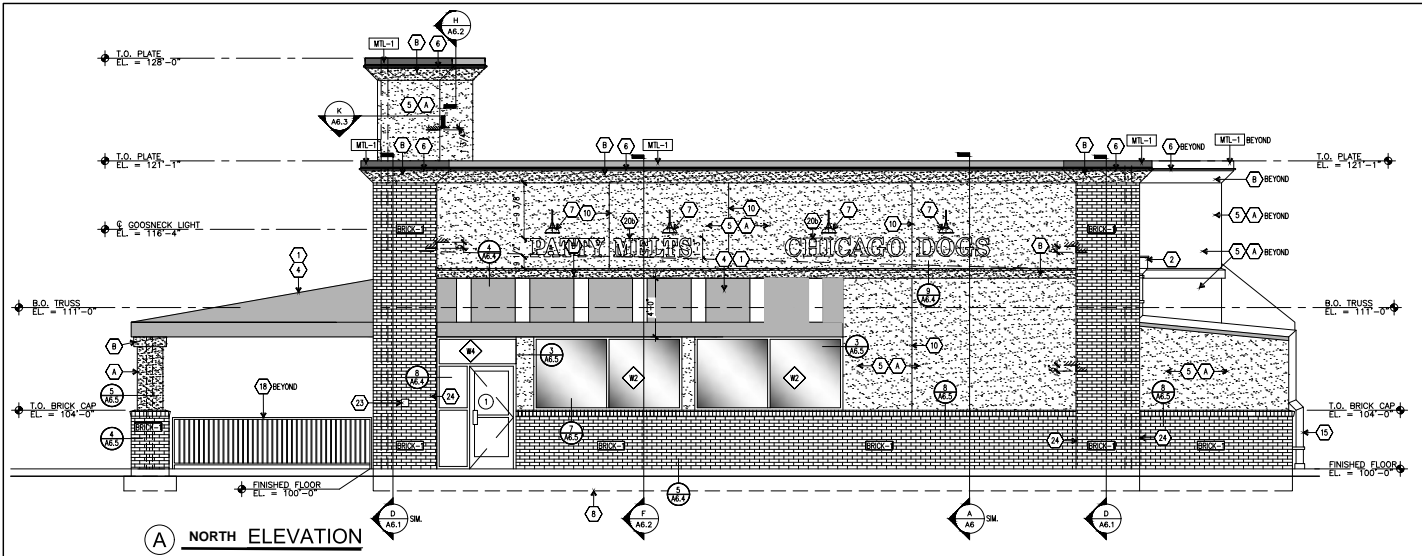 H
A6.2
T.O. PLATE
EL. = 128'-0"
MTL-1
B
6
5
A
K
A6.3
T.O. PLATE
EL. = 121'-1"
MTL-1
B
6
B
6
MTL-1
B
6
MTL-1
6
BEYOND
MTL-1
BEYOND
T.O. PLATE
EL. = 121'-1"
B
BEYOND
7
10
20b
7
10
5
A
20b
7
10
7
5
A
BEYOND
℄ GOOSNECK LIGHT
EL. = 116'-4"
BRICK-1
BRICK-1
PATTY MELTS
CHICAGO DOGS
4
A6.4
4
1
B
2
5
A
BEYOND
1
4
9
A6.4
B.O. TRUSS
EL. = 111'-0"
4'-0"
B.O. TRUSS
EL. = 111'-0"
B
W4
3
A6.5
3
A6.5
10
A
8
A6.4
W2
W2
5
A
5
A
5
A6.5
18
BEYOND
24
1
8
A6.5
8
A6.5
T.O. BRICK CAP
EL. = 104'-0"
23
T.O. BRICK CAP
EL. = 104'-0"
4
A6.5
BRICK-1
7
A6.5
BRICK-1
BRICK-1
BRICK-1
24
BRICK-1
24
BRICK-1
15
FINISHED FLOOR
EL. = 100'-0"
FINISHED FLOOR
EL. = 100'-0"
8
5
A6.4
D
A6.1
SIM.
F
A6.2
A
A6
SIM.
D
A6.1
A
NORTH ELEVATION